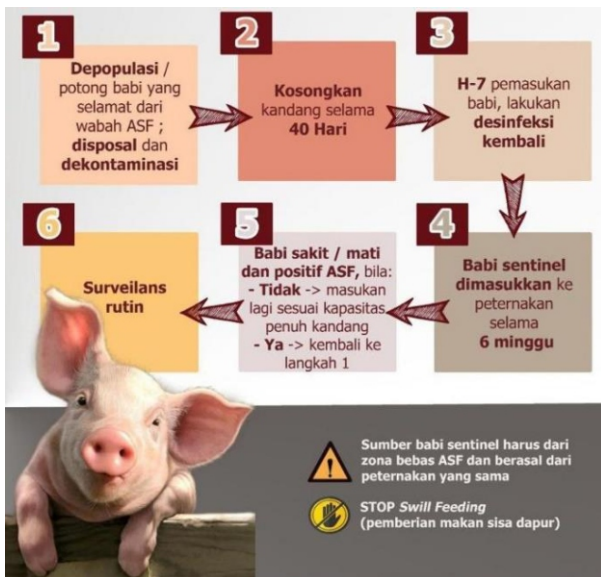 1
Depopulasi /
potong babi yang
selamat dari
wabah ASF ;
disposal dan
dekontaminasi
2
Kosongkan
kandang selama
40 Hari
3
H-7 pemasukan
babi, lakukan
desinfeksi
kembali
4
Babi sentinel
dimasukkan ke
peternakan
selama
6 minggu
5
Babi sakit / mati
dan positif ASF, bila:
- Tidak -> masukan
lagi sesuai kapasitas
penuh kandang
- Ya -> kembali ke
langkah 1
6
Surveilans
rutin
Sumber babi sentinel harus dari
zona bebas ASF dan berasal dari
peternakan yang sama
STOP Swill Feeding
(pemberian makan sisa dapur)